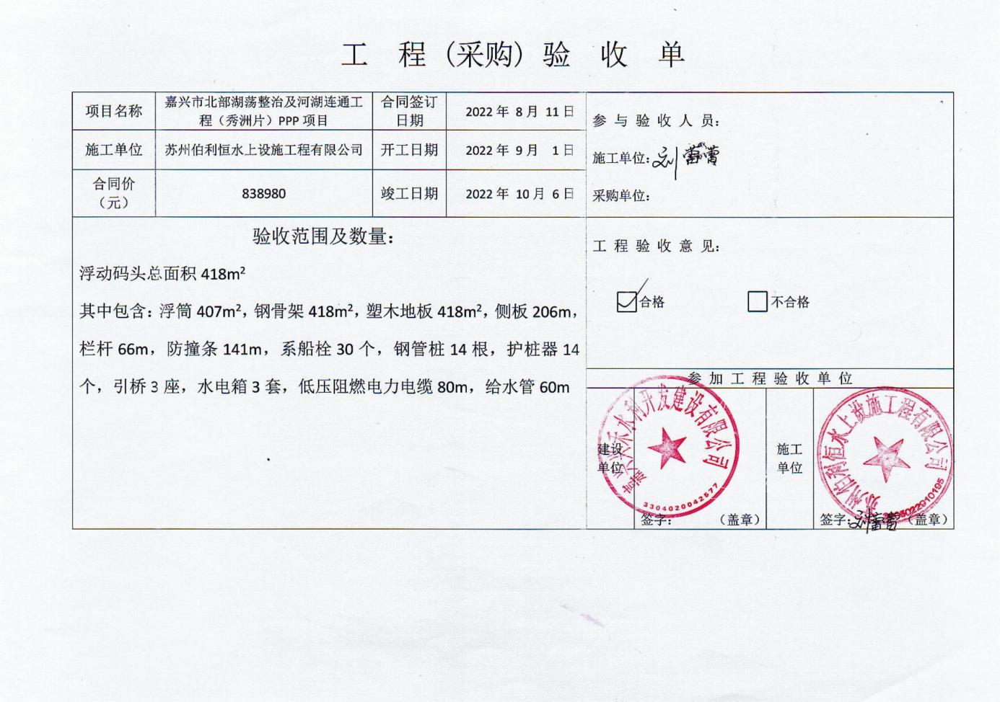 工 程 (采购) 验 收 单
项目名称
嘉兴市北部湖荡整治及河湖连通工
程（秀洲片）PPP 项目
合同签订
日期
2022 年 8 月 11 日
施工单位
苏州伯利恒水上设施工程有限公司
开工日期
2022 年 9 月 1 日
合同价
（元）
838980
竣工日期
2022 年 10 月 6 日
参 与 验 收 人 员：
施工单位：刘蕾蕾
采购单位：
验收范围及数量：
浮动码头总面积 418m²
其中包含：浮筒 407m²，钢骨架 418m²，塑木地板 418m²，侧板 206m，
栏杆 66m，防撞条 141m，系船栓 30 个，钢管桩 14 根，护桩器 14
个，引桥 3 座，水电箱 3 套，低压阻燃电力电缆 80m，给水管 60m
工 程 验 收 意 见：
合格
不合格
参 加 工 程 验 收 单 位
建设
单位
禾水利开发建设有限公司
3304020042577
签字：
（盖章）
施工
单位
苏州伯利恒水上设施工程有限公司
签字：刘蕾蕾
（盖章）